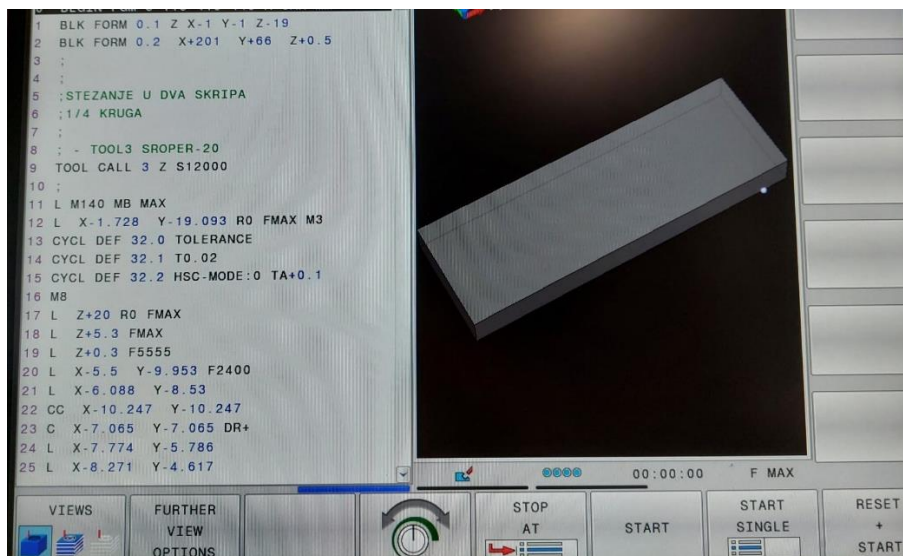 1 BLK FORM 0.1 Z X-1 Y-1 Z-19
2 BLK FORM 0.2 X+201 Y+66 Z+0.5
3 ;
4 ;
5 ;STEZANJE U DVA SKRIPA
6 ;1/4 KRUGA
7 ;
8 ; - TOOL3 SROPER-20
9 TOOL CALL 3 Z S12000
10 ;
11 L M140 MB MAX
12 L X-1.728 Y-19.093 R0 FMAX M3
13 CYCL DEF 32.0 TOLERANCE
14 CYCL DEF 32.1 T0.02
15 CYCL DEF 32.2 HSC-MODE:0 TA+0.1
16 M8
17 L Z+20 R0 FMAX
18 L Z+5.3 FMAX
19 L Z+0.3 F5555
20 L X-5.5 Y-9.953 F2400
21 L X-6.088 Y-8.53
22 CC X-10.247 Y-10.247
23 C X-7.065 Y-7.065 DR+
24 L X-7.774 Y-5.786
25 L X-8.271 Y-4.617
00:00:00 F MAX
VIEWS
FURTHER
VIEW
OPTIONS
STOP
AT
START
START
SINGLE
RESET
+
START